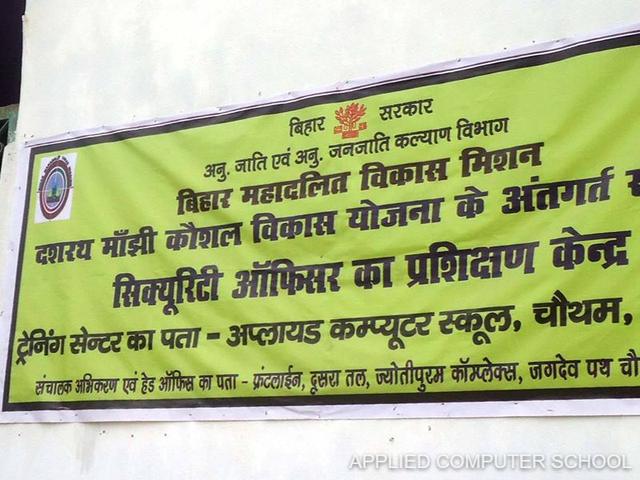 बिहार सरकार
अनु. जाति एवं अनु. जनजाति कल्याण विभाग
बिहार महादलित विकास मिशन
दशरथ माँझी कौशल विकास योजना के अंतगर्त
सिक्यूरिटी ऑफिसर का प्रशिक्षण केन्द्र
ट्रेनिंग सेन्टर का पता - अप्लायड कम्प्यूटर स्कूल, चौथम,
संचालक अभिकरण एवं हेड ऑफिस का पता - फ्रंटलाईन, दूसरा तल, ज्योतीपुरम कॉम्पलेक्स, जगदेव पथ
APPLIED COMPUTER SCHOOL